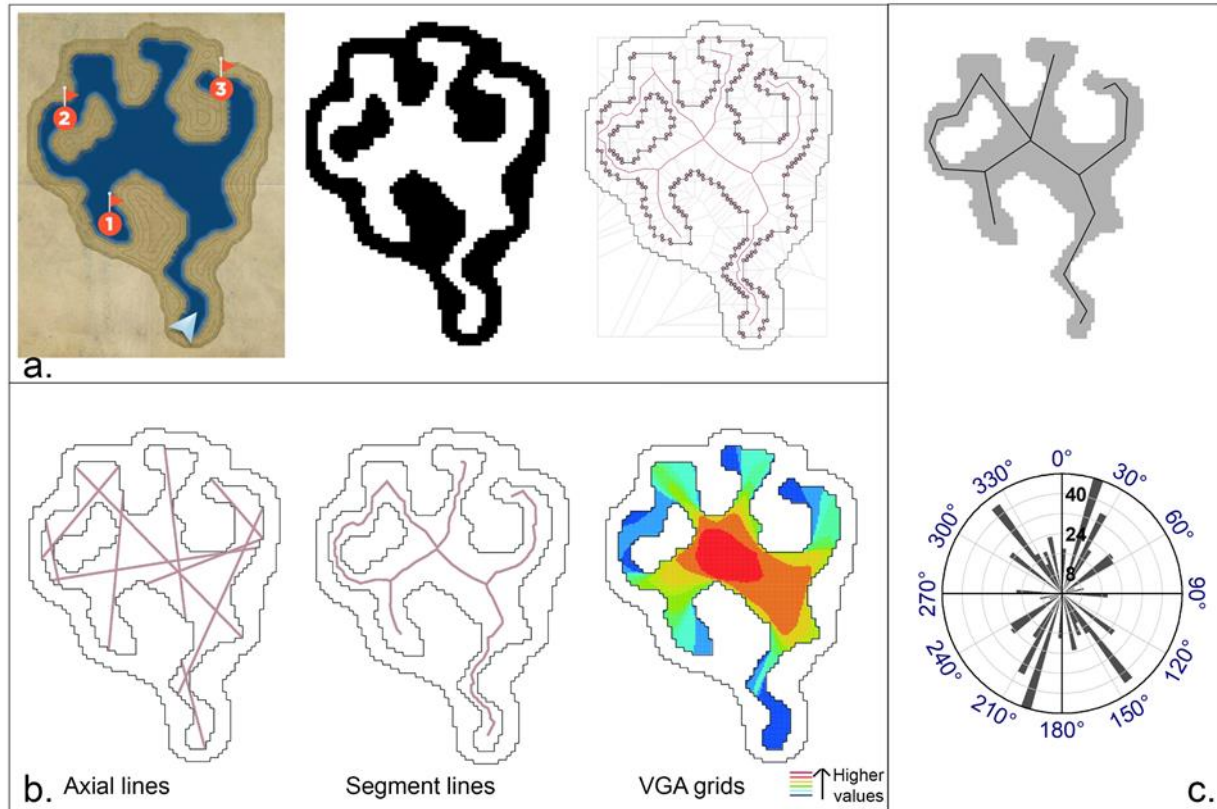 2
3
1
a.
Axial lines
Segment lines
VGA grids
Higher
values
b.
0°
30°
60°
90°
120°
150°
180°
210°
240°
270°
300°
330°
40
24
8
c.